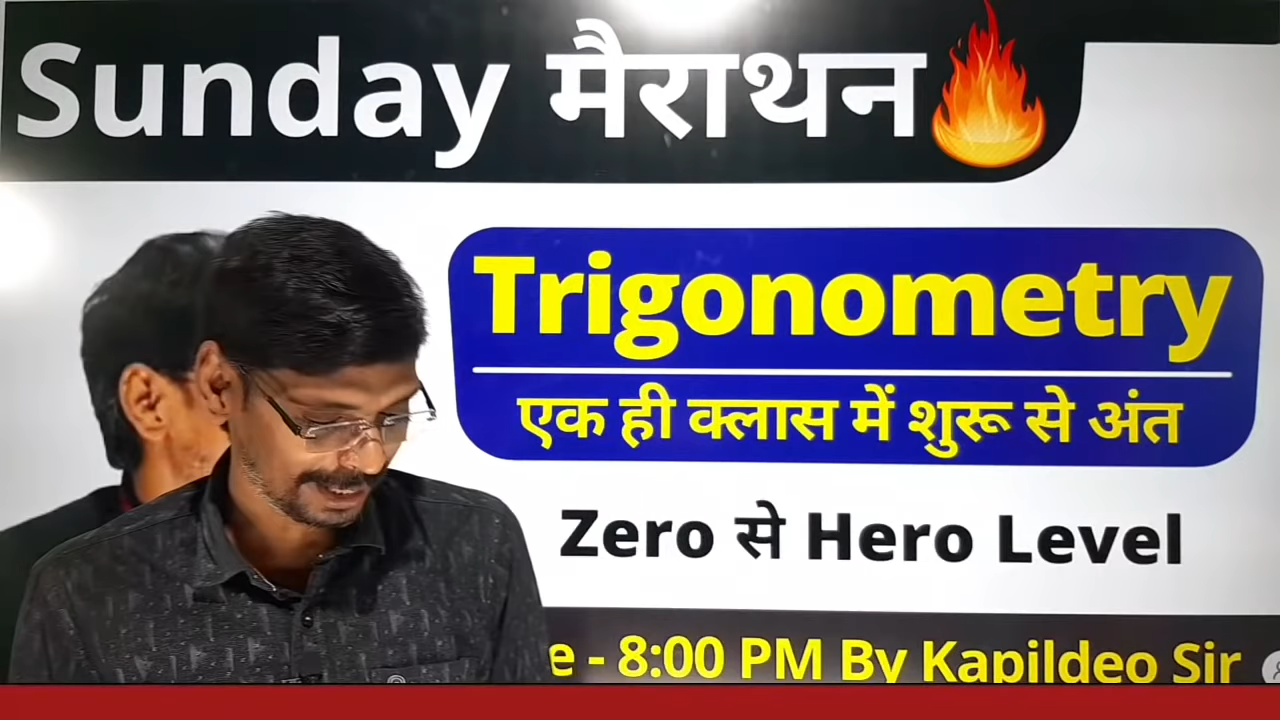 Sunday मैराथन
Trigonometry
एक ही क्लास में शुरू से अंत
Zero से Hero Level
e - 8:00 PM By Kapildeo Sir